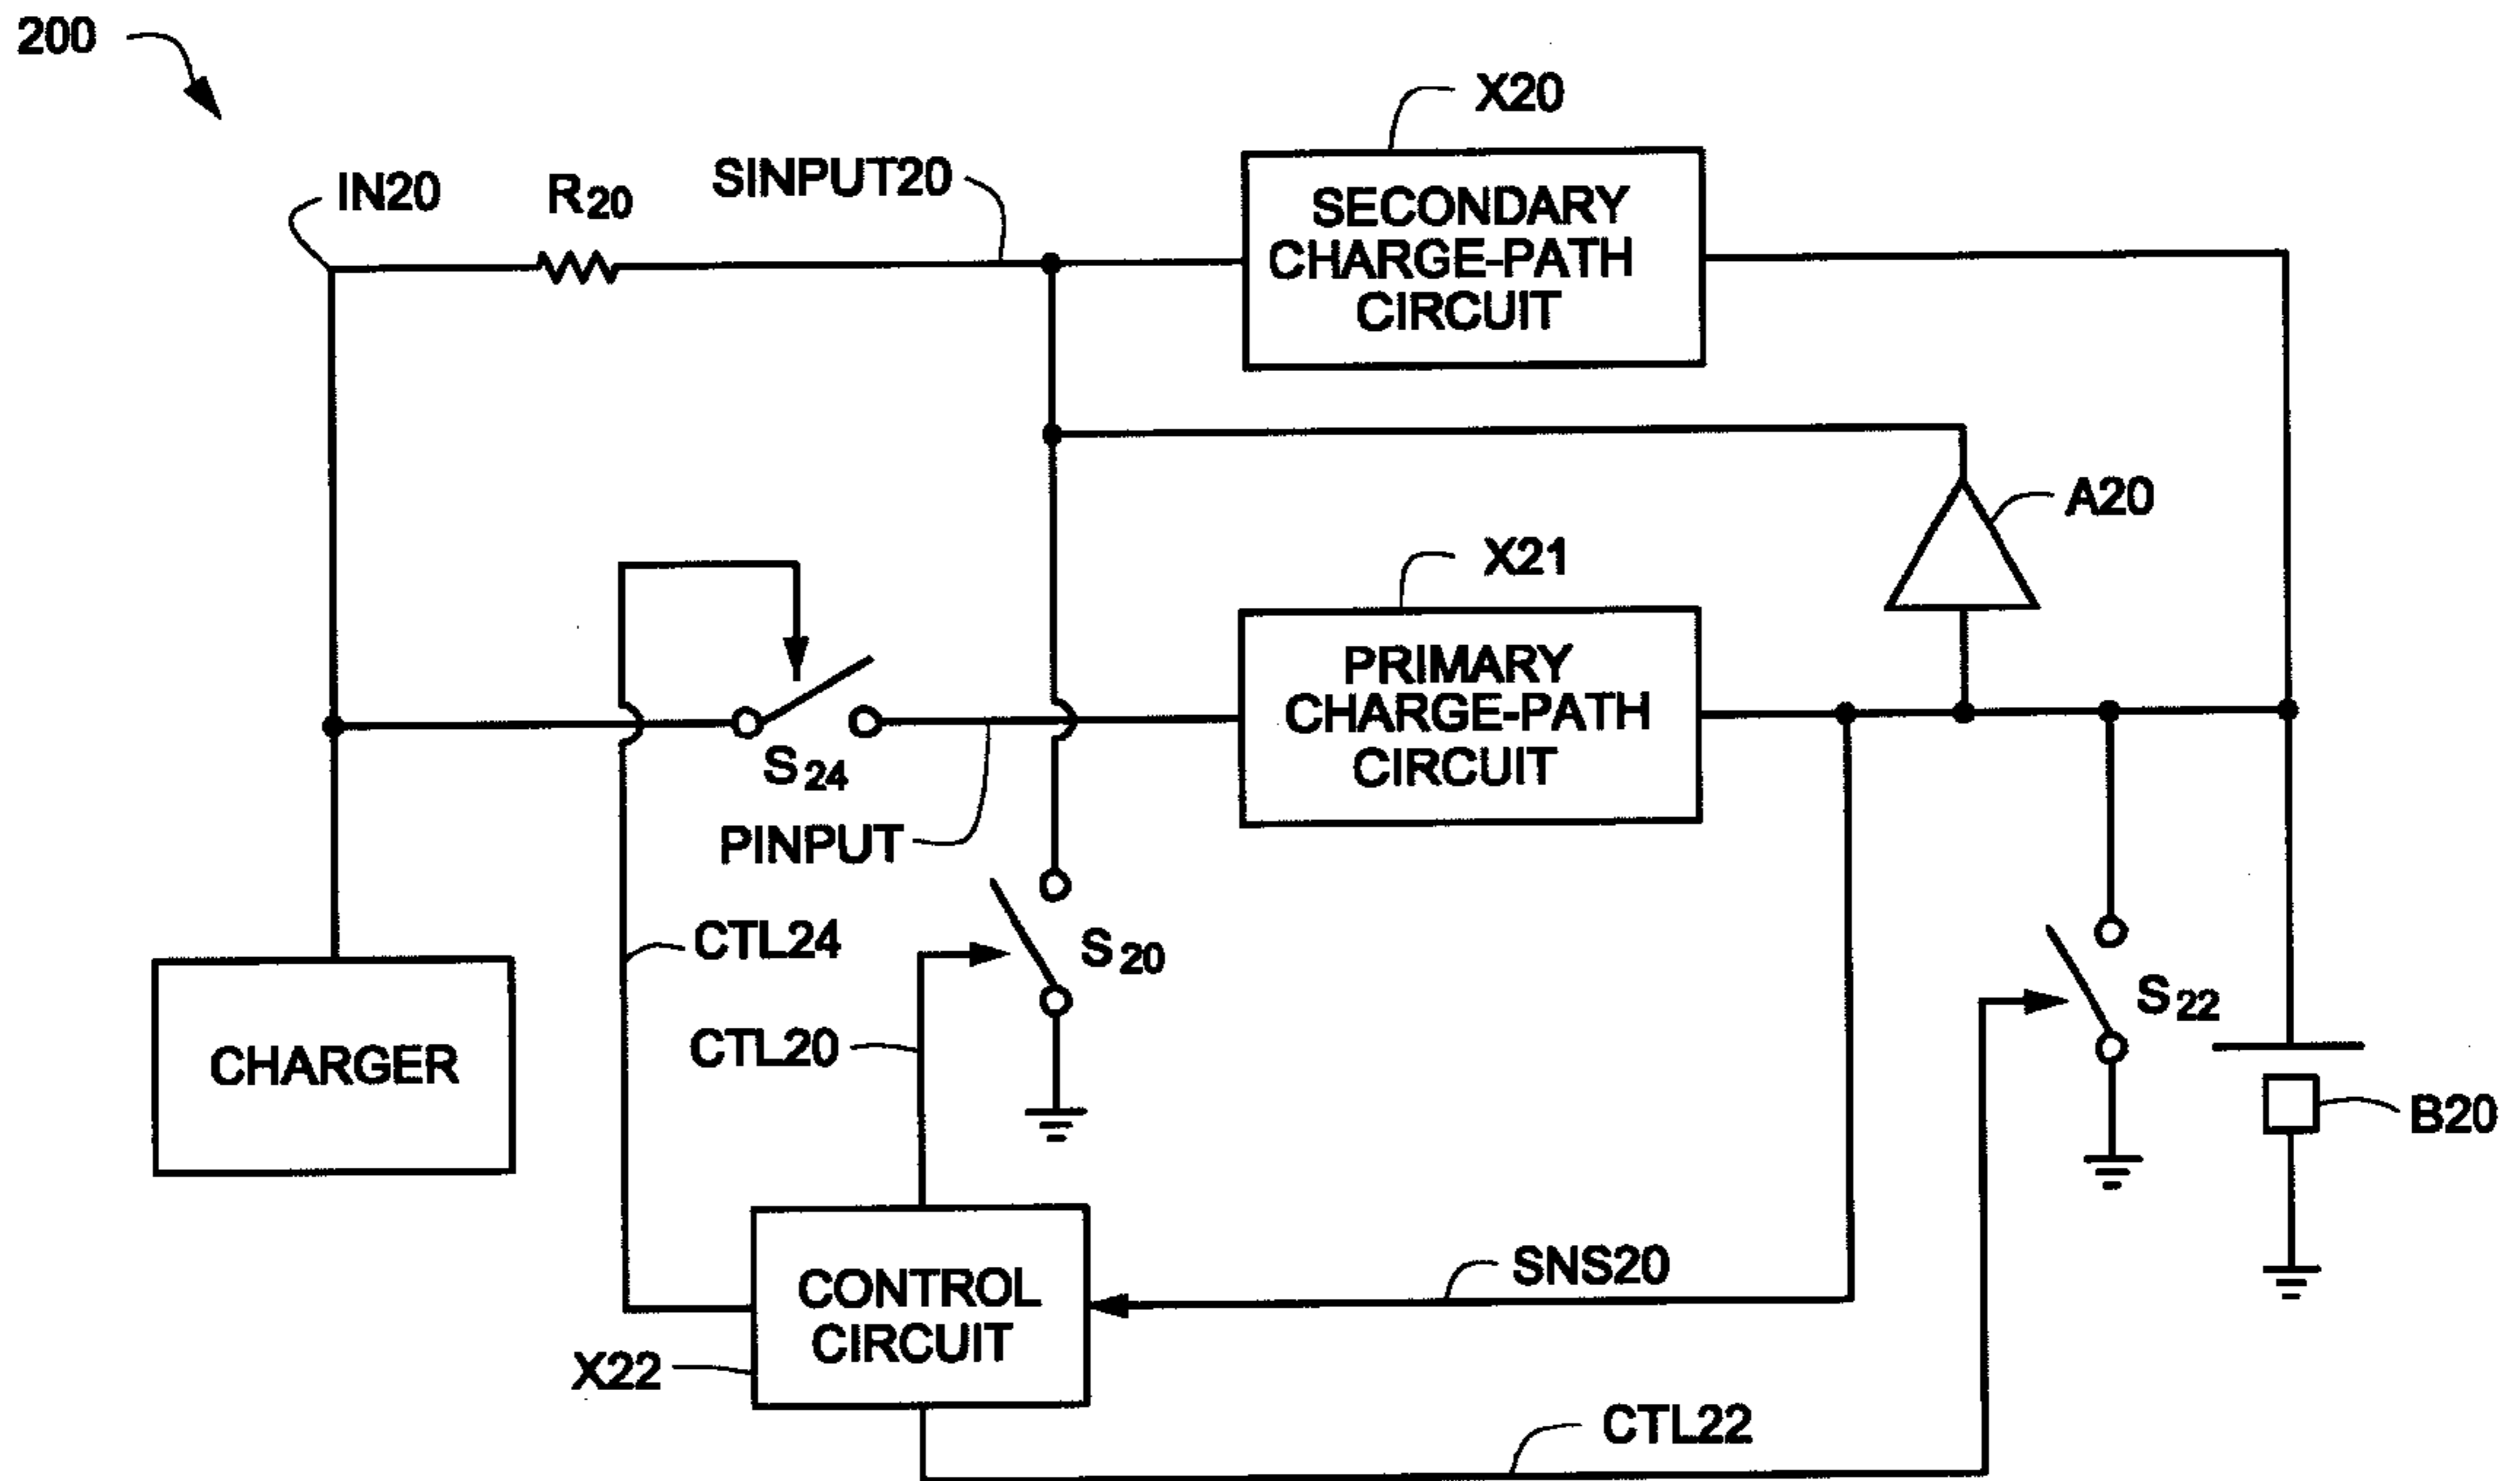 200
X20
IN20
R20
SINPUT20
SECONDARY
CHARGE-PATH
CIRCUIT
A20
X21
PRIMARY
CHARGE-PATH
CIRCUIT
S24
PINPUT
CTL24
S20
S22
CTL20
CHARGER
B20
CONTROL
CIRCUIT
SNS20
X22
CTL22